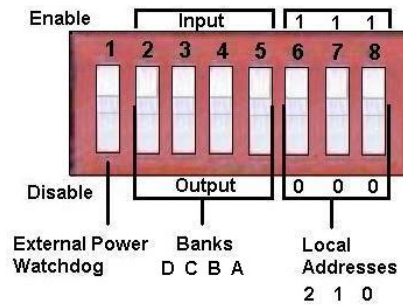 Enable Input 1 1 1
1 2 3 4 5 6 7 8
Disable Output 0 0 0
External Power Banks Local
Watchdog D C B A Addresses
2 1 0